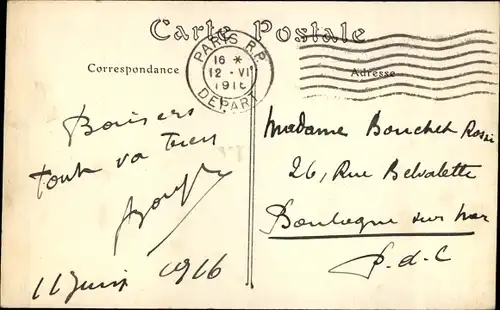 Carte Postale
Correspondance
Adresse
PARIS R.P.
16 *
12 - VI
1916
DEPART
Baisers
tout va bien
11 Juin 1916
Madame Bouchet
26, Rue Belvalette
Boulogne sur mer
P.d.C